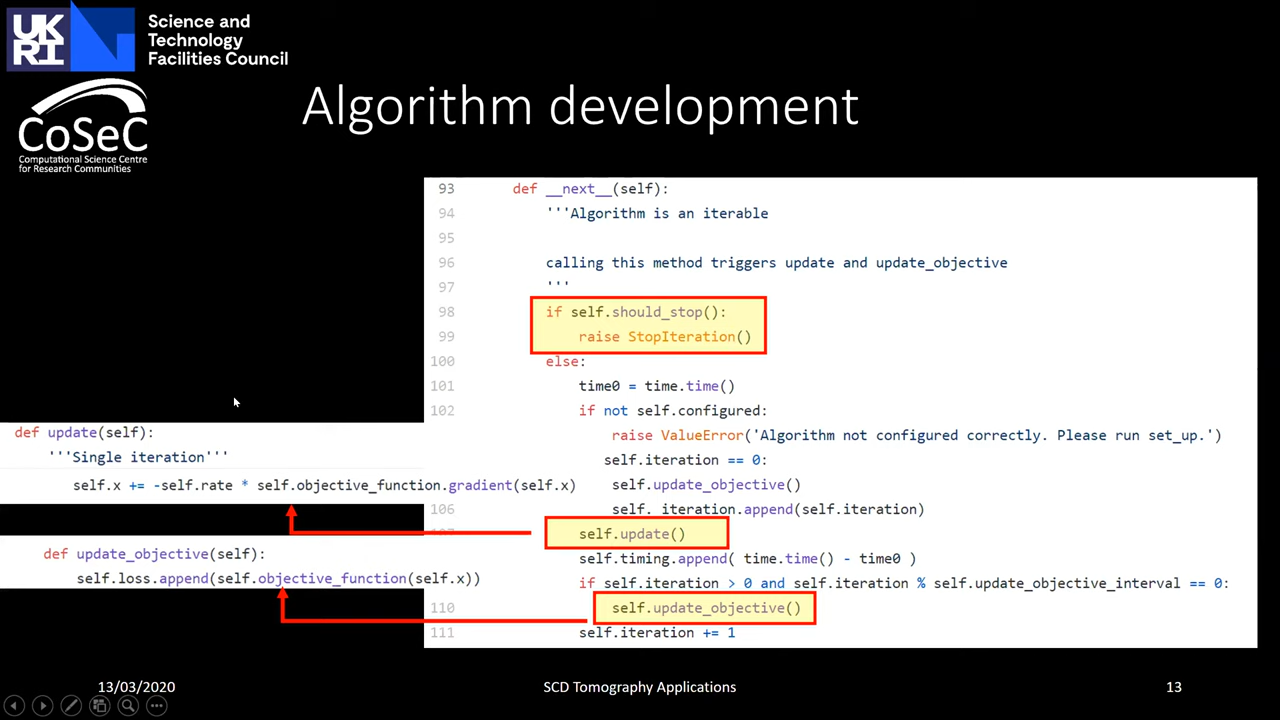 UK
RI
Science and
Technology
Facilities Council
CoSeC
Computational Science Centre
for Research Communities
Algorithm development
93 def __next__(self):
94 '''Algorithm is an iterable
95
96 calling this method triggers update and update_objective
97 '''
98 if self.should_stop():
99 raise StopIteration()
100 else:
101 time0 = time.time()
102 if not self.configured:
raise ValueError('Algorithm not configured correctly. Please run set_up.')
self.iteration == 0:
self.update_objective()
106 self. iteration.append(self.iteration)
self.update()
self.timing.append( time.time() - time0 )
if self.iteration > 0 and self.iteration % self.update_objective_interval == 0:
110 self.update_objective()
111 self.iteration += 1
def update(self):
'''Single iteration'''
self.x += -self.rate * self.objective_function.gradient(self.x)
def update_objective(self):
self.loss.append(self.objective_function(self.x))
13/03/2020
SCD Tomography Applications
13